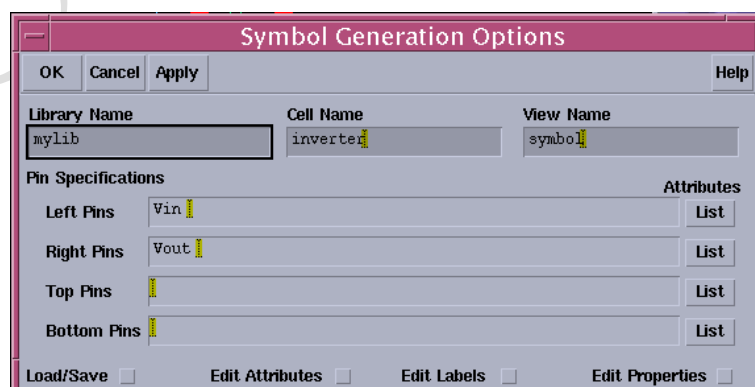 Symbol Generation Options
OK Cancel Apply Help
Library Name Cell Name View Name
mylib inverter symbol
Pin Specifications Attributes
Left Pins Vin List
Right Pins Vout List
Top Pins List
Bottom Pins List
Load/Save Edit Attributes Edit Labels Edit Properties